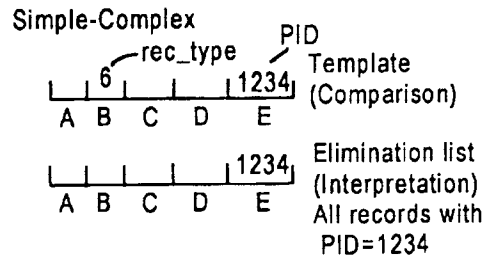 Simple-Complex
rec_type
PID
6
1234
Template
(Comparison)
A B C D E
1234
Elimination list
(Interpretation)
A B C D E
All records with
PID=1234